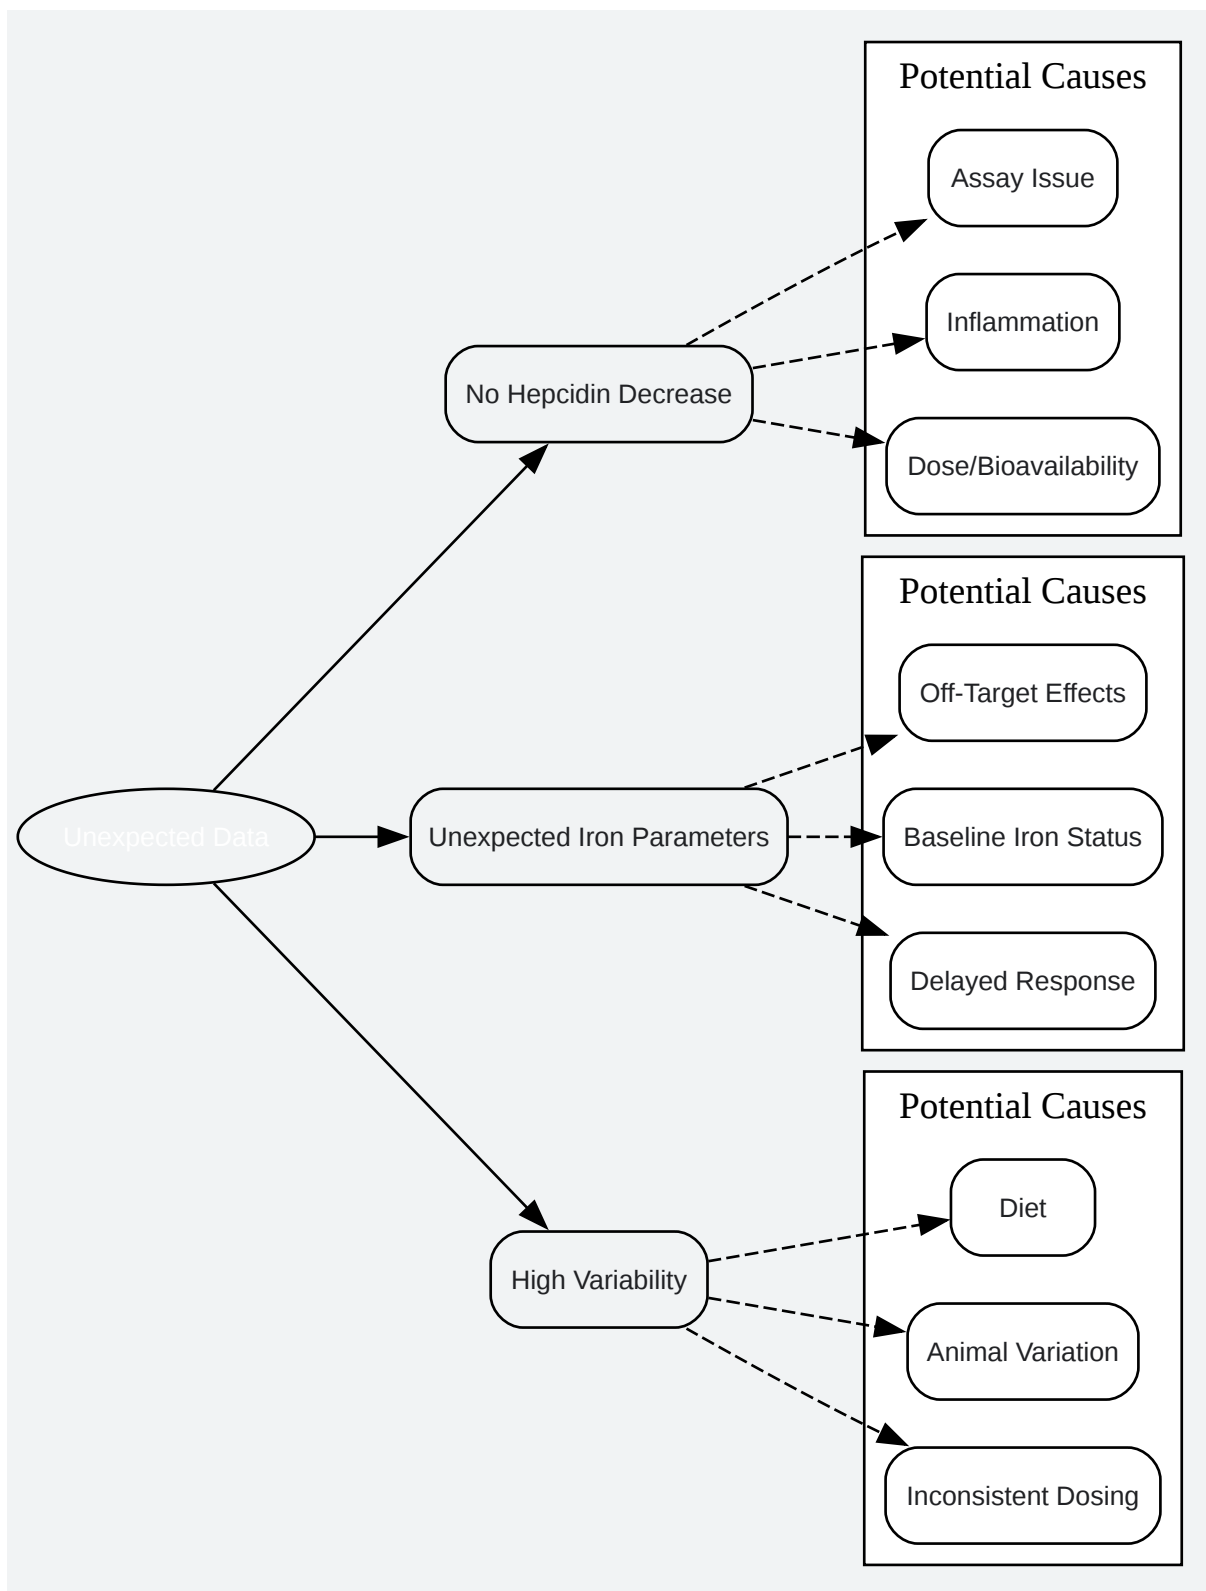 Potential Causes
Assay Issue
Inflammation
No Hepcidin Decrease
Dose/Bioavailability
Potential Causes
Off-Target Effects
Unexpected Data
Unexpected Iron Parameters
Baseline Iron Status
Delayed Response
Potential Causes
Diet
High Variability
Animal Variation
Inconsistent Dosing